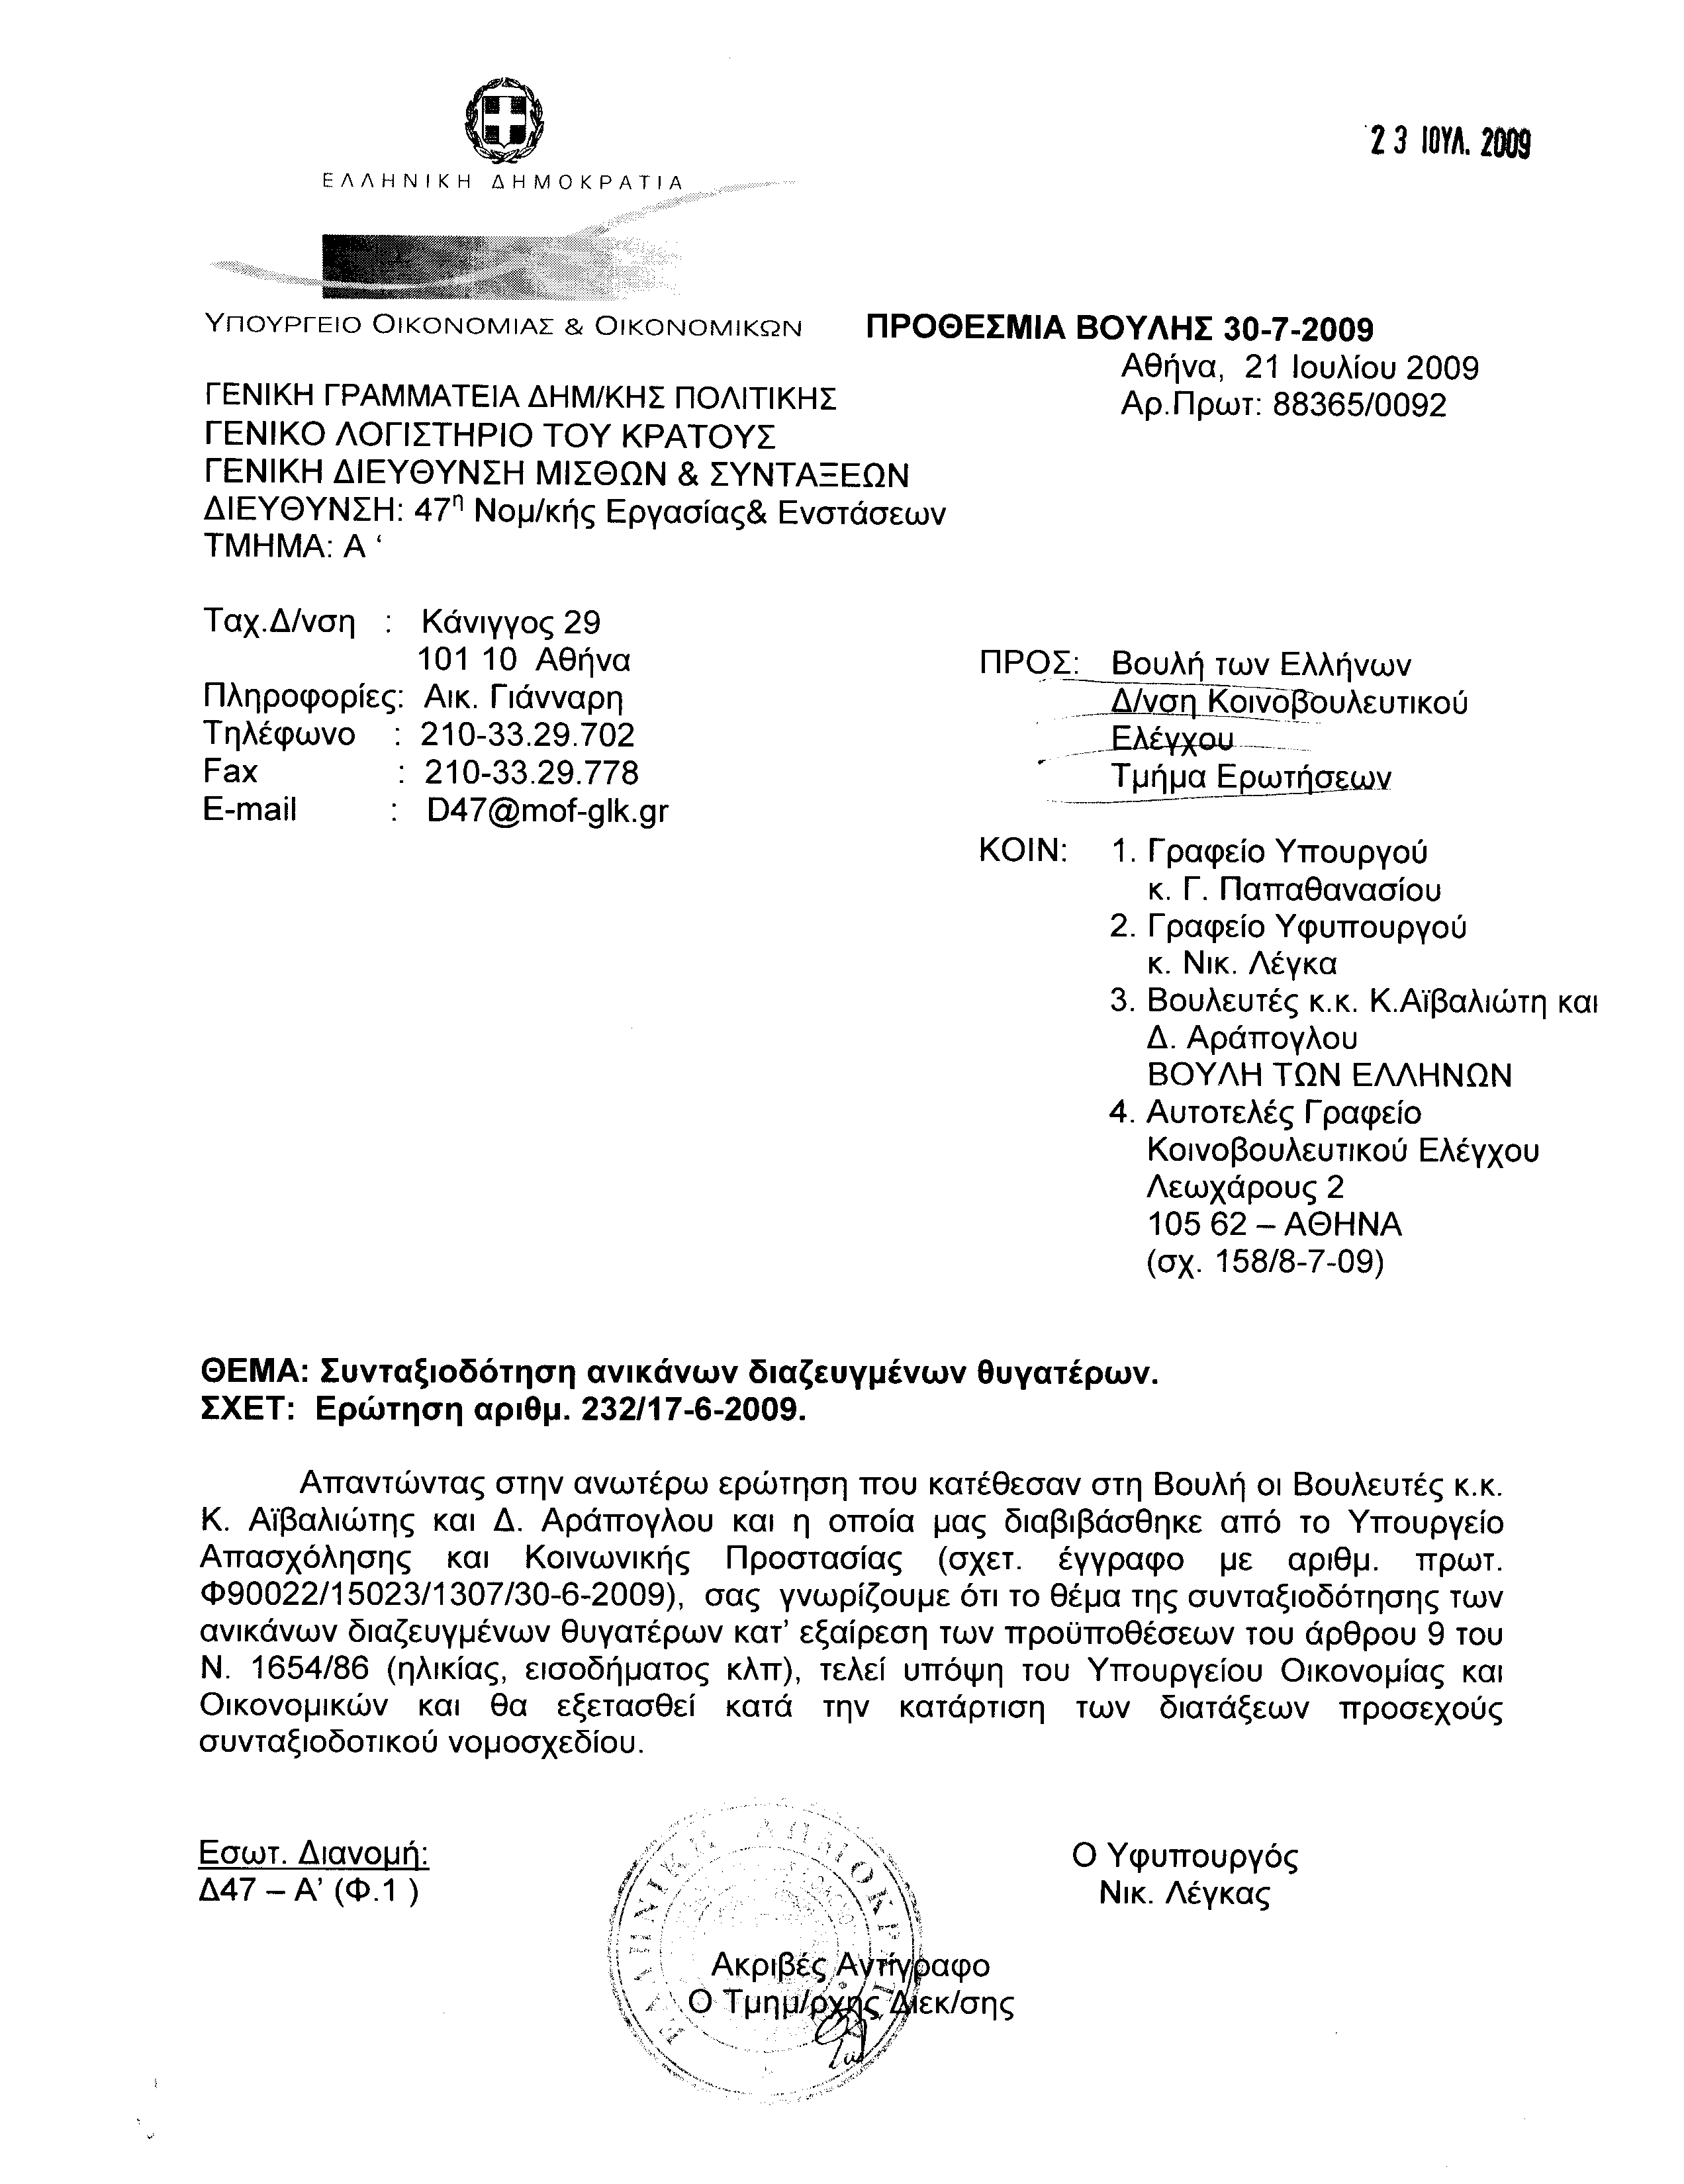 23 ΙΟΥΛ. 2009
ΕΛΛΗΝΙΚΗ ΔΗΜΟΚΡΑΤΙΑ
ΥΠΟΥΡΓΕΙΟ ΟΙΚΟΝΟΜΙΑΣ & ΟΙΚΟΝΟΜΙΚΩΝ
ΠΡΟΘΕΣΜΙΑ ΒΟΥΛΗΣ 30-7-2009
Αθήνα, 21 Ιουλίου 2009
Αρ.Πρωτ: 88365/0092
ΓΕΝΙΚΗ ΓΡΑΜΜΑΤΕΙΑ ΔΗΜ/ΚΗΣ ΠΟΛΙΤΙΚΗΣ
ΓΕΝΙΚΟ ΛΟΓΙΣΤΗΡΙΟ ΤΟΥ ΚΡΑΤΟΥΣ
ΓΕΝΙΚΗ ΔΙΕΥΘΥΝΣΗ ΜΙΣΘΩΝ & ΣΥΝΤΑΞΕΩΝ
ΔΙΕΥΘΥΝΣΗ: 47η Νομ/κής Εργασίας& Ενστάσεων
ΤΜΗΜΑ: Α ‘
Ταχ.Δ/νση : Κάνιγγος 29
101 10 Αθήνα
Πληροφορίες: Αικ. Γιάνναρη
Τηλέφωνο : 210-33.29.702
Fax : 210-33.29.778
E-mail : D47@mof-glk.gr
ΠΡΟΣ: Βουλή των Ελλήνων
Δ/νση Κοινοβουλευτικού
Ελέγχου
Τμήμα Ερωτήσεων
ΚΟΙΝ: 1. Γραφείο Υπουργού
κ. Γ. Παπαθανασίου
2. Γραφείο Υφυπουργού
κ. Νικ. Λέγκα
3. Βουλευτές κ.κ. Κ.Αϊβαλιώτη και
Δ. Αράπογλου
ΒΟΥΛΗ ΤΩΝ ΕΛΛΗΝΩΝ
4. Αυτοτελές Γραφείο
Κοινοβουλευτικού Ελέγχου
Λεωχάρους 2
105 62 – ΑΘΗΝΑ
(σχ. 158/8-7-09)
ΘΕΜΑ: Συνταξιοδότηση ανικάνων διαζευγμένων θυγατέρων.
ΣΧΕΤ: Ερώτηση αριθμ. 232/17-6-2009.
Απαντώντας στην ανωτέρω ερώτηση που κατέθεσαν στη Βουλή οι Βουλευτές κ.κ.
Κ. Αϊβαλιώτης και Δ. Αράπογλου και η οποία μας διαβιβάσθηκε από το Υπουργείο
Απασχόλησης και Κοινωνικής Προστασίας (σχετ. έγγραφο με αριθμ. πρωτ.
Φ90022/15023/1307/30-6-2009), σας γνωρίζουμε ότι το θέμα της συνταξιοδότησης των
ανικάνων διαζευγμένων θυγατέρων κατ’ εξαίρεση των προϋποθέσεων του άρθρου 9 του
Ν. 1654/86 (ηλικίας, εισοδήματος κλπ), τελεί υπόψη του Υπουργείου Οικονομίας και
Οικονομικών και θα εξετασθεί κατά την κατάρτιση των διατάξεων προσεχούς
συνταξιοδοτικού νομοσχεδίου.
Εσωτ. Διανομή:
Δ47 – Α’ (Φ.1 )
Ο Υφυπουργός
Νικ. Λέγκας
ΕΛΛΗΝΙΚΗ ΔΗΜΟΚΡΑΤΙΑ
Ακριβές Αντίγραφο
Ο Τμημ/ρχης Διεκ/σης